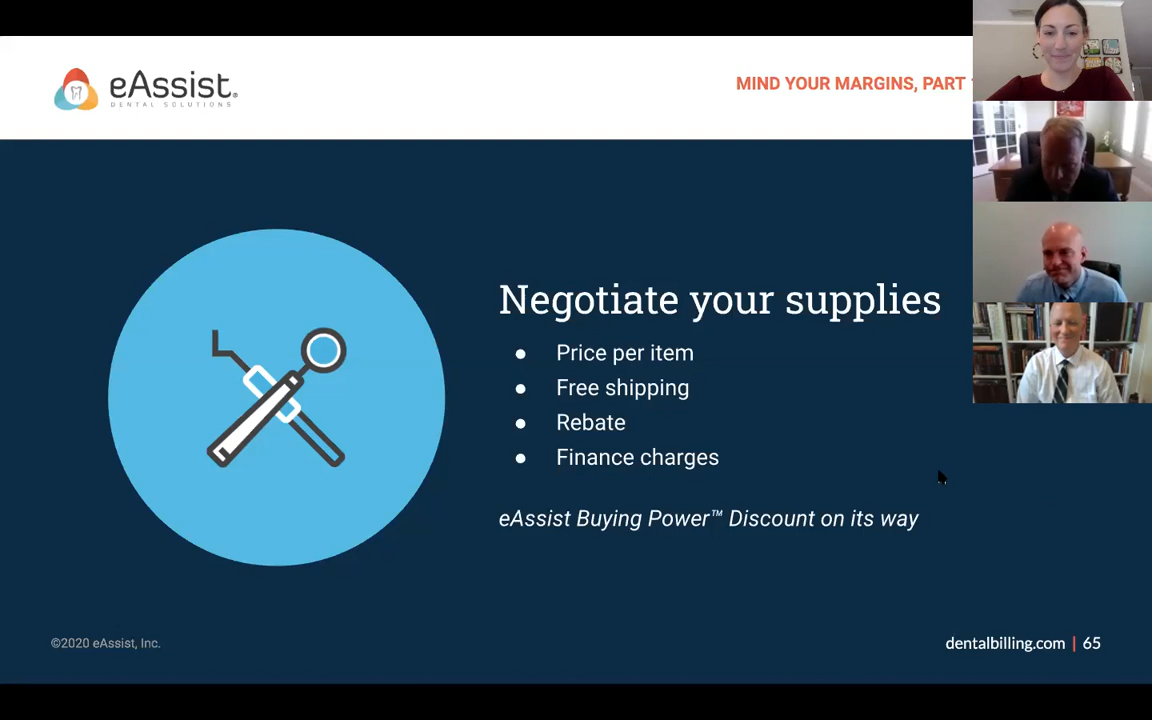 eAssist®
DENTAL SOLUTIONS
MIND YOUR MARGINS, PART
Negotiate your supplies
● Price per item
● Free shipping
● Rebate
● Finance charges
eAssist Buying Power™ Discount on its way
©2020 eAssist, Inc.
dentalbilling.com | 65